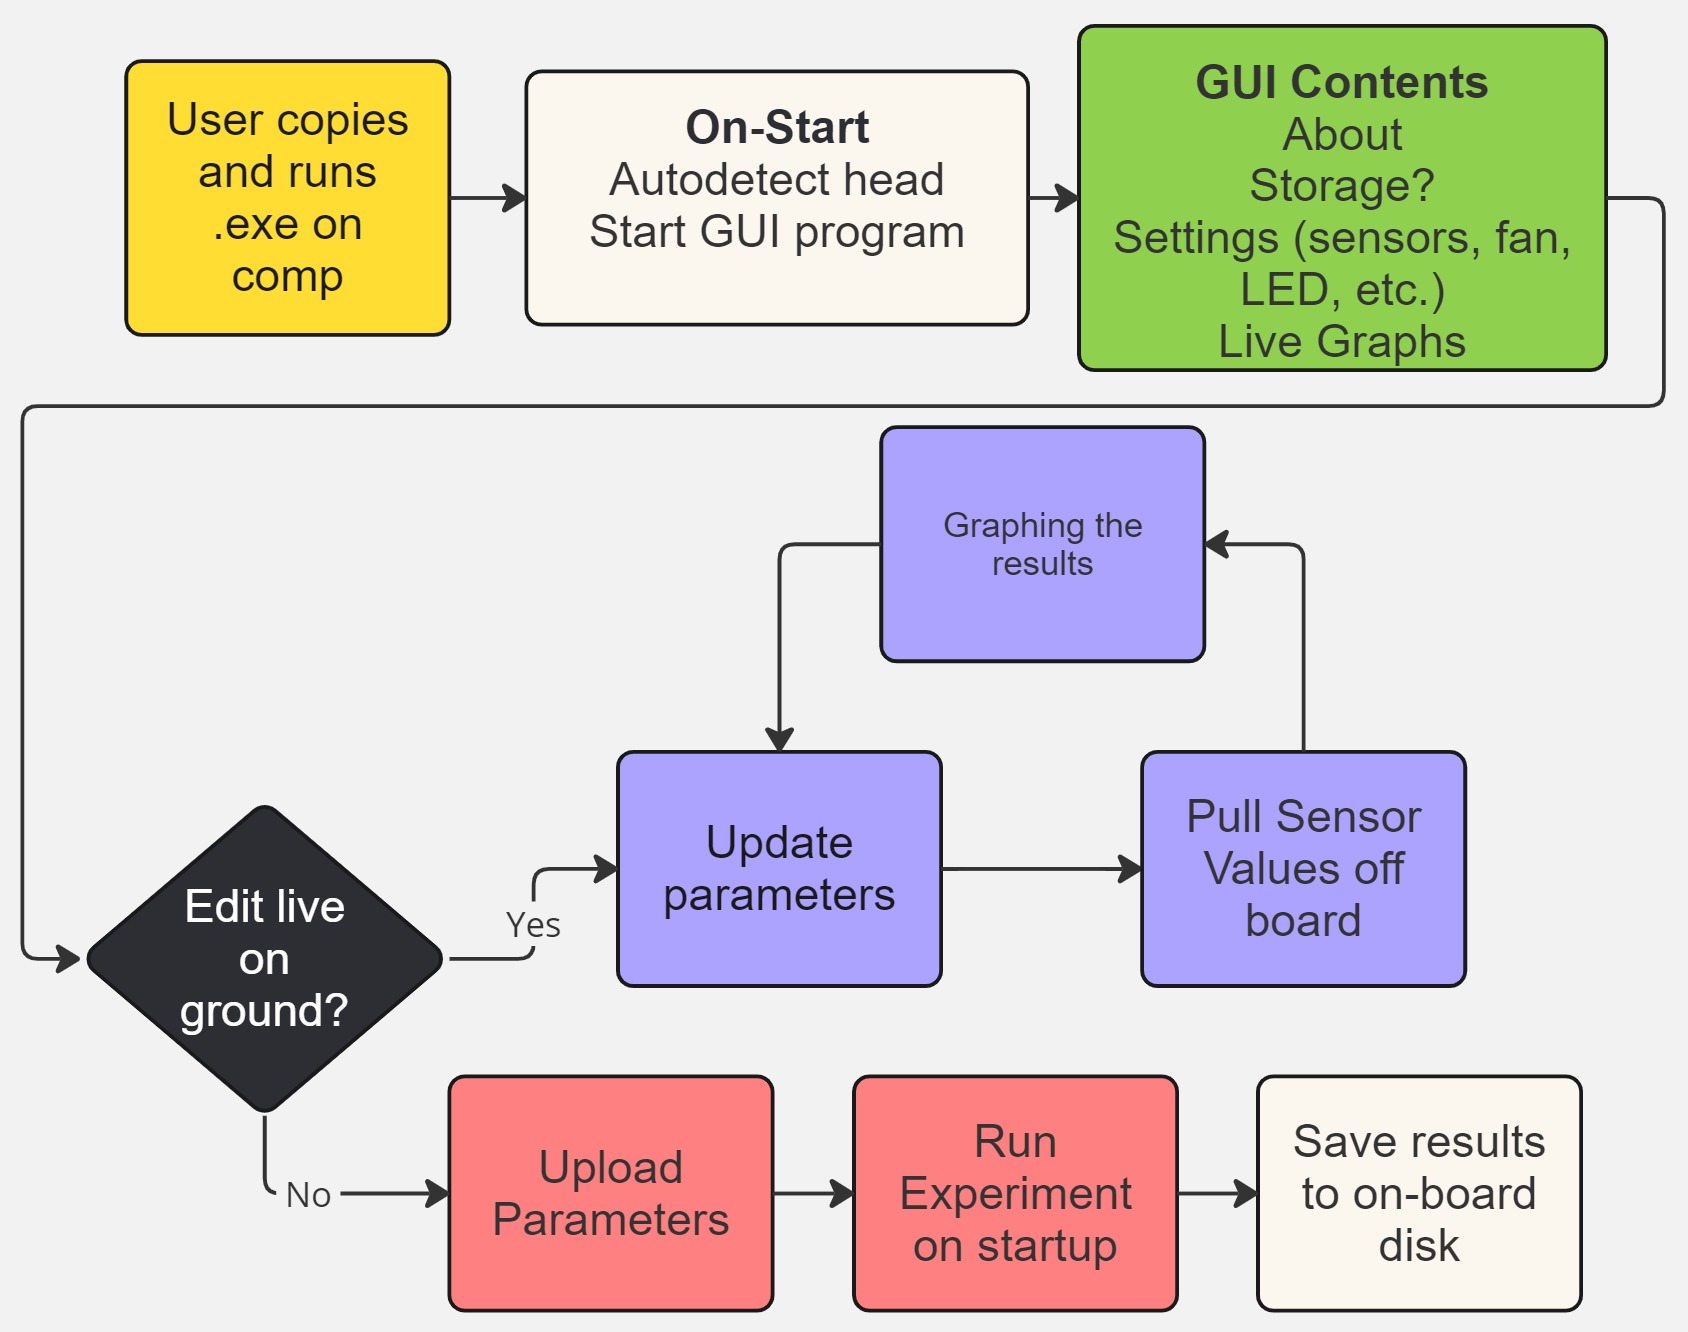 User copies
and runs
.exe on
comp
On-Start
Autodetect head
Start GUI program
GUI Contents
About
Storage?
Settings (sensors, fan,
LED, etc.)
Live Graphs
Graphing the
results
Edit live
on
ground?
Yes
Update
parameters
Pull Sensor
Values off
board
No
Upload
Parameters
Run
Experiment
on startup
Save results
to on-board
disk